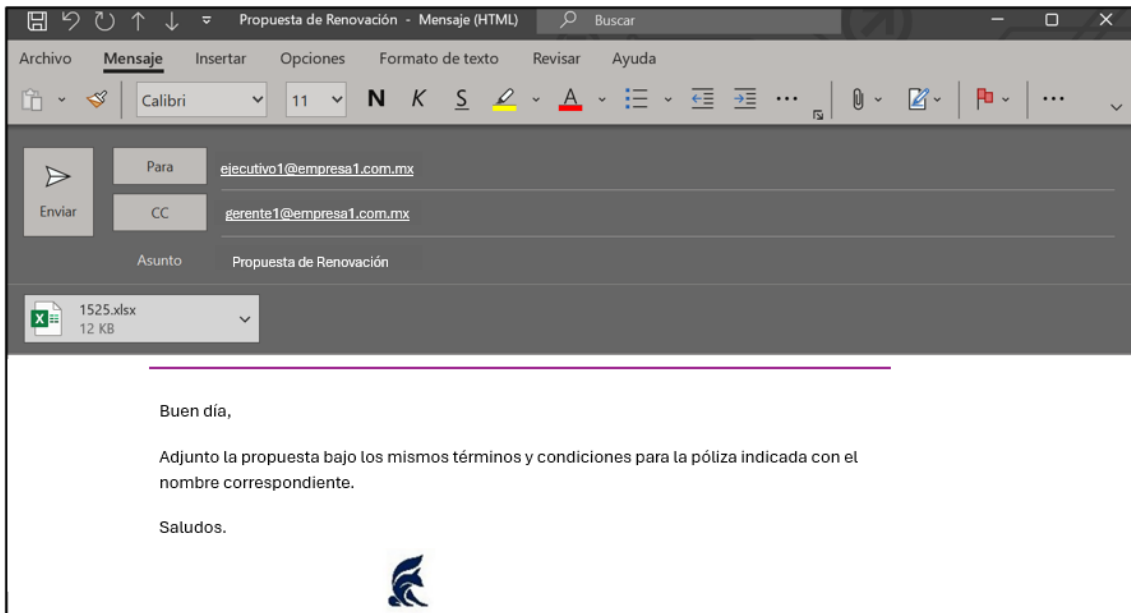 Propuesta de Renovación - Mensaje (HTML) Buscar
Archivo Mensaje Insertar Opciones Formato de texto Revisar Ayuda
Calibri 11 N K S A
Para ejecutivo1@empresa1.com.mx
Enviar CC gerente1@empresa1.com.mx
Asunto Propuesta de Renovación
1525.xlsx
12 KB
Buen día,
Adjunto la propuesta bajo los mismos términos y condiciones para la póliza indicada con el
nombre correspondiente.
Saludos.